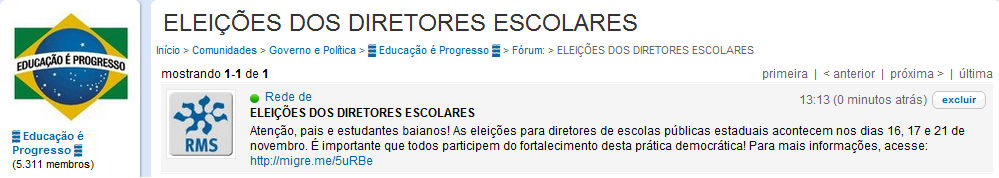 ELEIÇÕES DOS DIRETORES ESCOLARES
EDUCAÇÃO É PROGRESSO
Início > Comunidades > Governo e Política > ▓ Educação é Progresso ▓ > Fórum: > ELEIÇÕES DOS DIRETORES ESCOLARES
mostrando 1-1 de 1
primeira | < anterior | próxima > | última
Rede de
13:13 (0 minutos atrás) excluir
ELEIÇÕES DOS DIRETORES ESCOLARES
RMS
Atenção, pais e estudantes baianos! As eleições para diretores de escolas públicas estaduais acontecem nos dias 16, 17 e 21 de
novembro. É importante que todos participem do fortalecimento desta prática democrática! Para mais informações, acesse:
http://migre.me/5uRBe
▓ Educação é
Progresso ▓
(5.311 membros)